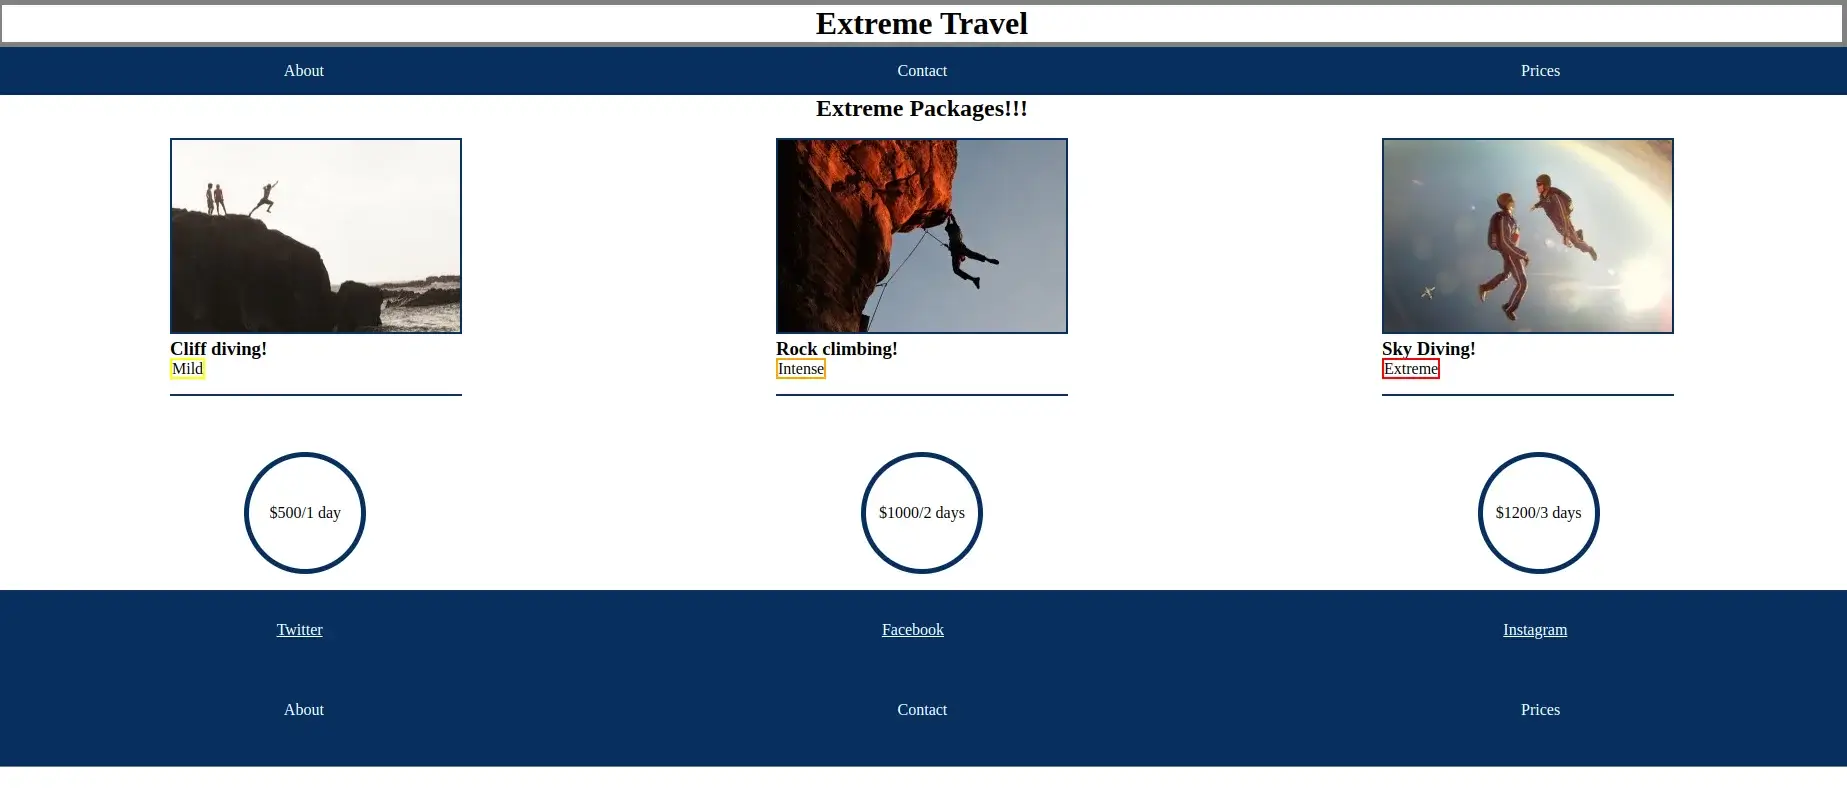 Extreme Travel
About Contact Prices
Extreme Packages!!!
Cliff diving! Rock climbing! Sky Diving!
Mild Intense Extreme
$500/1 day $1000/2 days $1200/3 days
Twitter Facebook Instagram
About Contact Prices